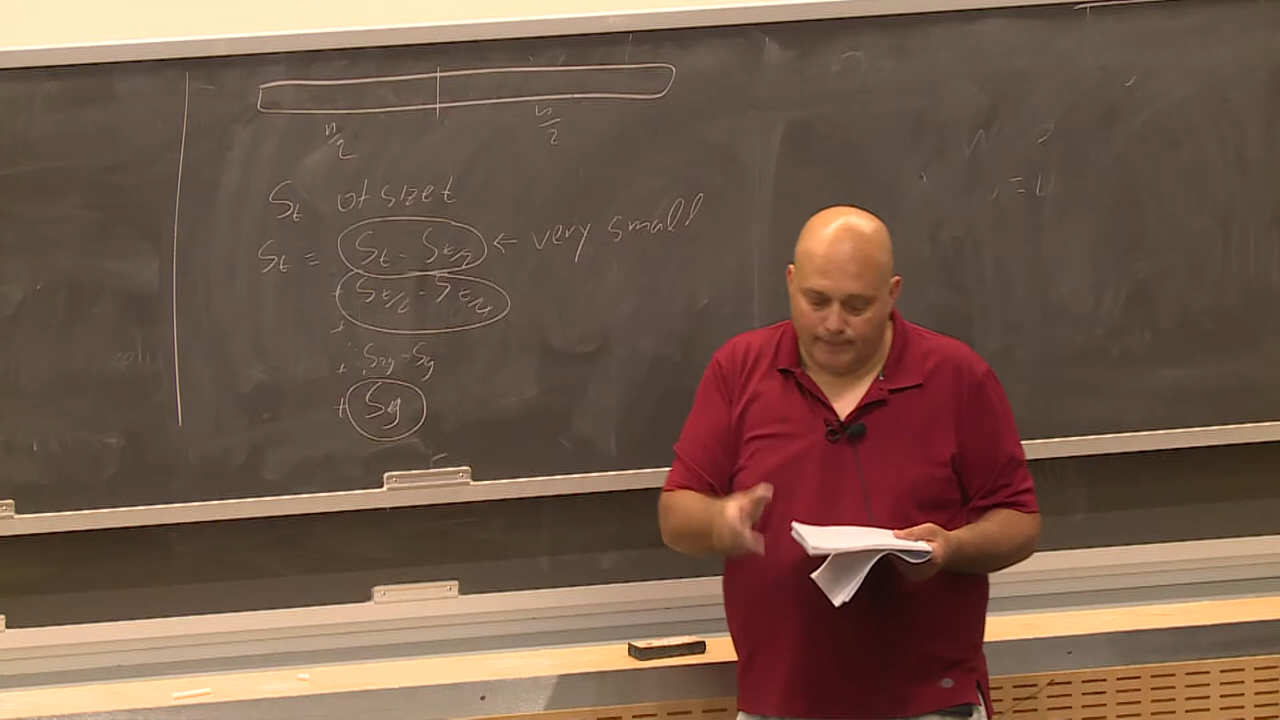 n/2 n/2
S_t of size t
S_t = S_t - S_{t/2} ← very small
+ S_{t/2} - S_{t/4}
+
+ S_{2y} - S_y
+ S_y